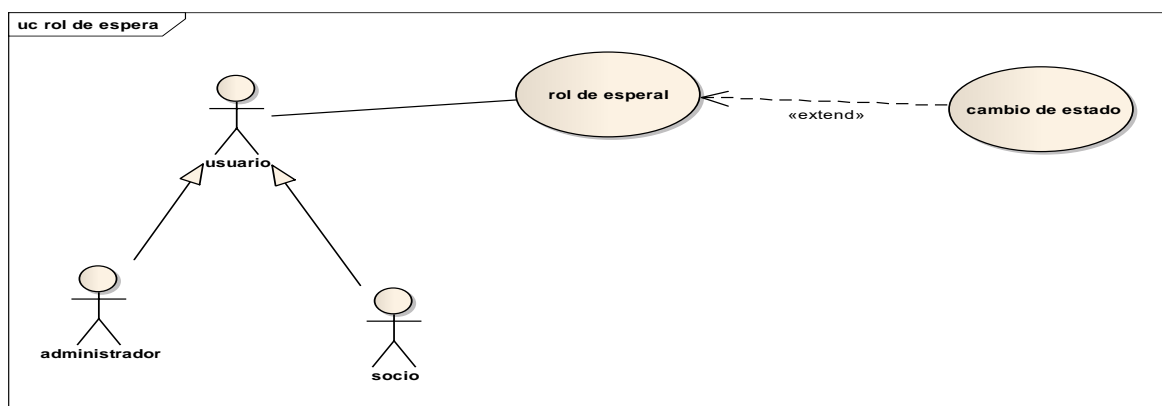 uc rol de espera
rol de esperal
cambio de estado
«extend»
usuario
administrador
socio